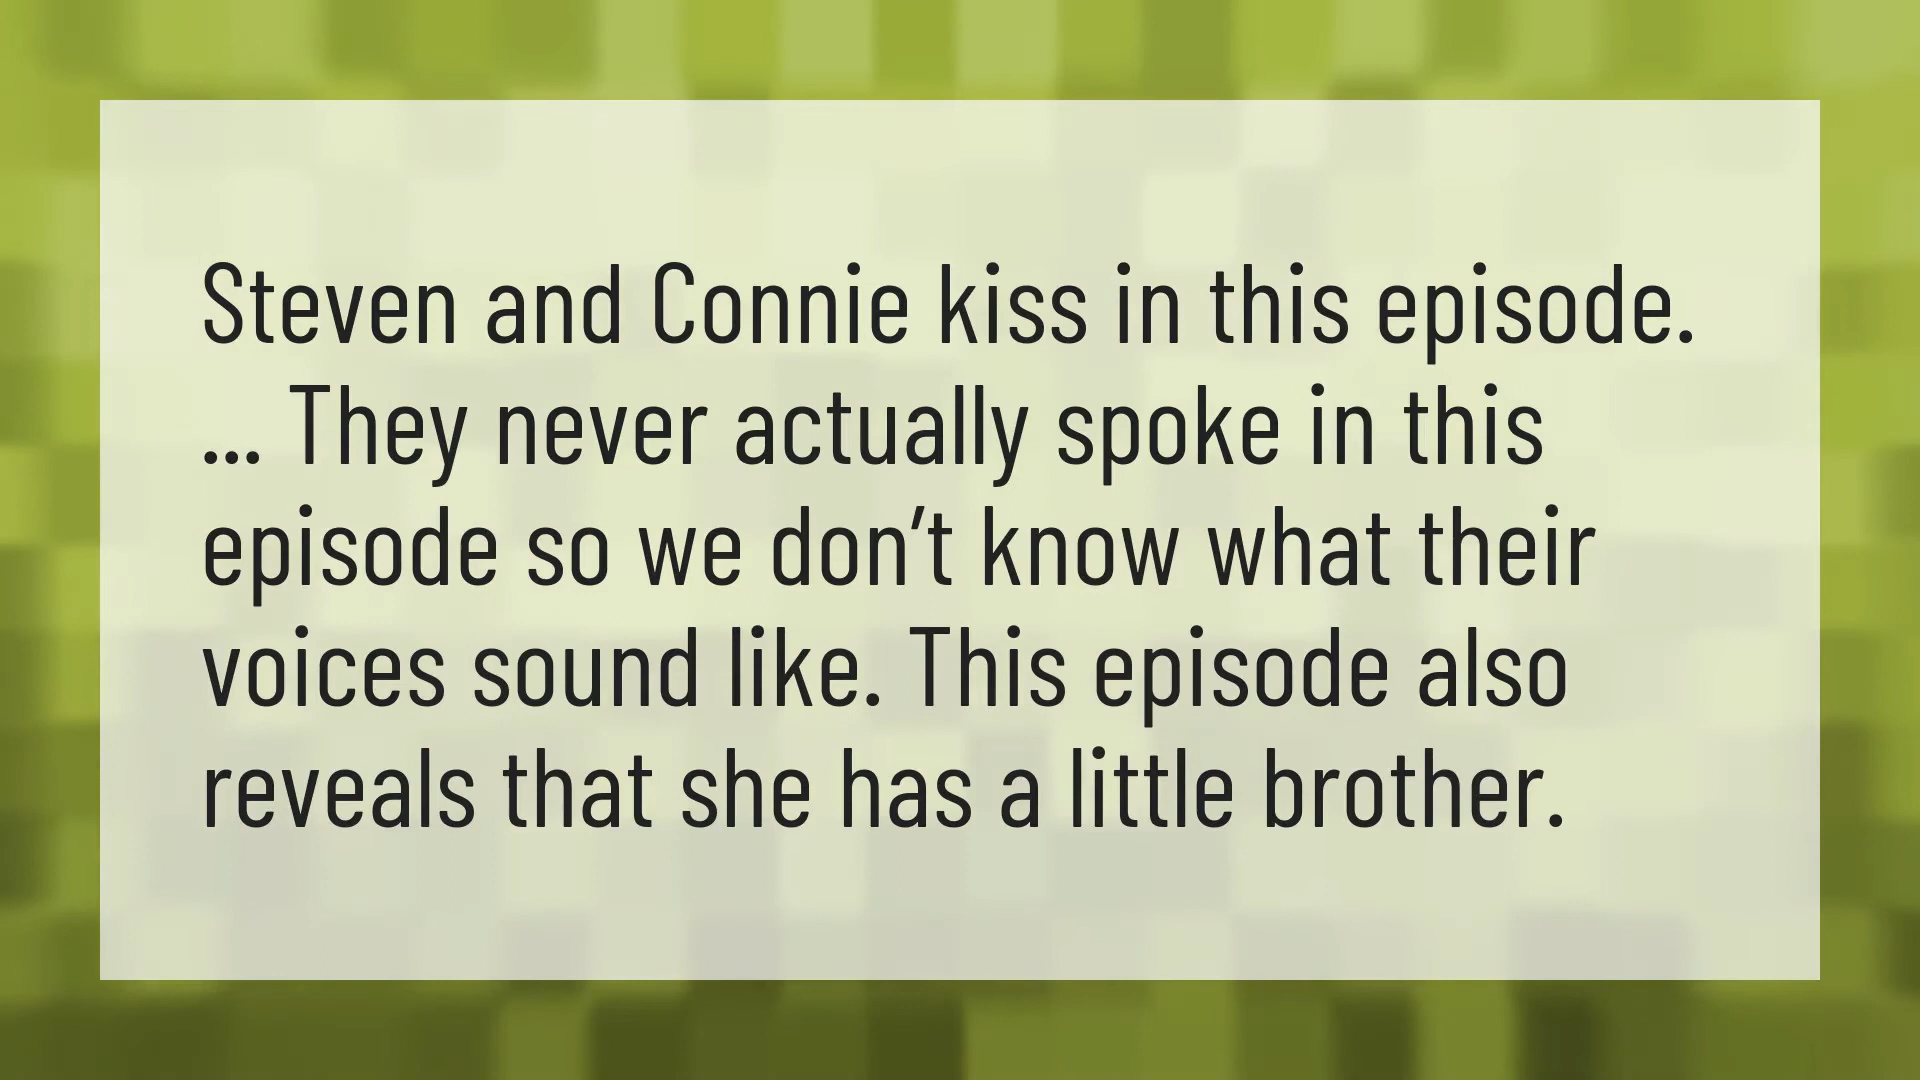 Steven and Connie kiss in this episode.
... They never actually spoke in this
episode so we don't know what their
voices sound like. This episode also
reveals that she has a little brother.